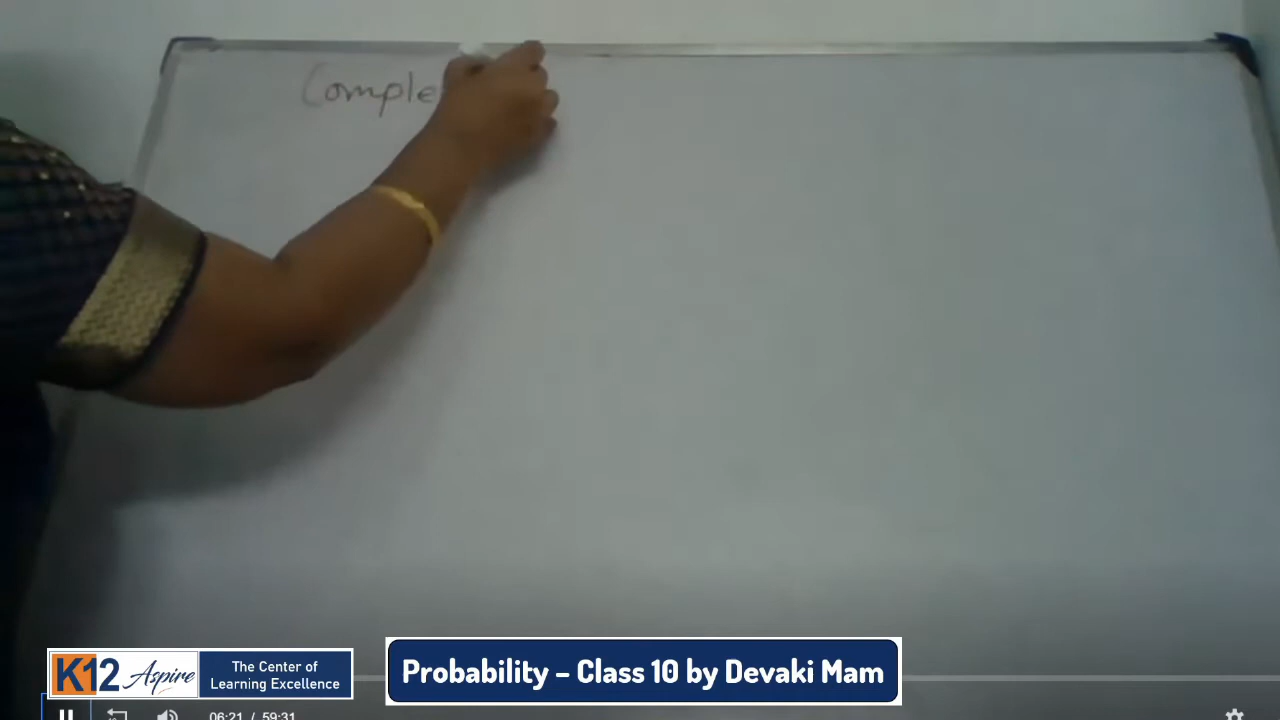 Comple
K12 Aspire
The Center of
Learning Excellence
Probability – Class 10 by Devaki Mam
06:21 / 59:31